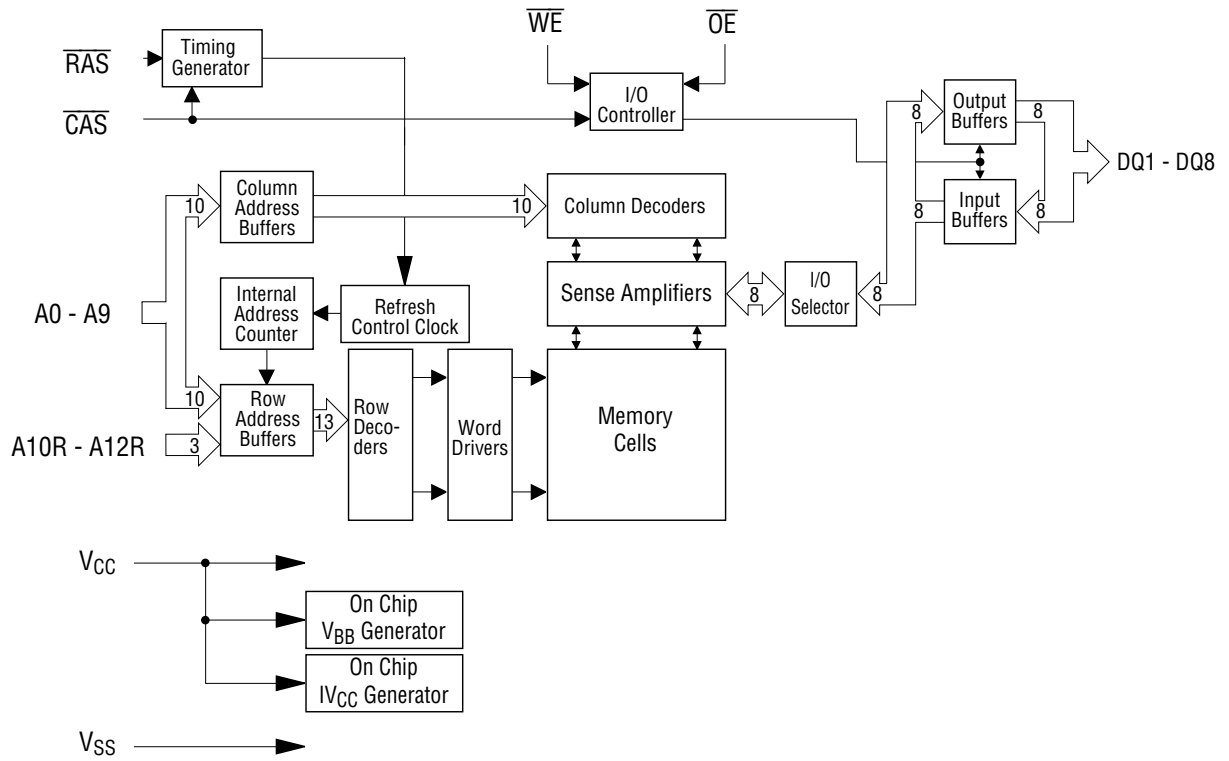 WE
OE
RAS
Timing
Generator
CAS
I/O
Controller
8
Output
Buffers
8
DQ1 - DQ8
10
Column
Address
Buffers
10
Column Decoders
8
Input
Buffers
8
A0 - A9
Internal
Address
Counter
Refresh
Control Clock
Sense Amplifiers
8
I/O
Selector
8
10
Row
Address
Buffers
13
Row
Deco-
ders
Word
Drivers
Memory
Cells
A10R - A12R
3
VCC
On Chip
VBB Generator
On Chip
IVCC Generator
VSS